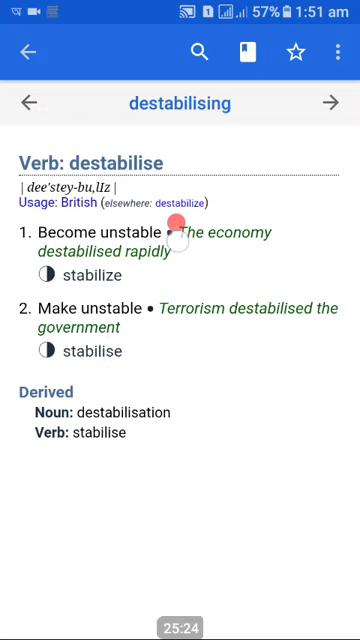 অ 1 57% 1:51 am
destabilising
Verb: destabilise
| dee'stey-bu,lIz |
Usage: British (elsewhere: destabilize)
1. Become unstable • The economy
destabilised rapidly
stabilize
2. Make unstable • Terrorism destabilised the
government
stabilise
Derived
Noun: destabilisation
Verb: stabilise
25:24